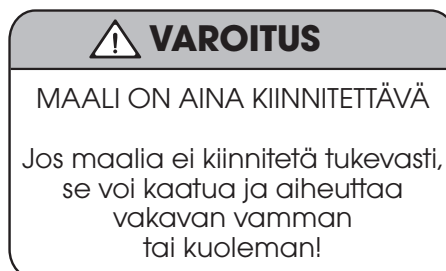 VAROITUS
MAALI ON AINA KIINNITETTÄVÄ
Jos maalia ei kiinnitetä tukevasti,
se voi kaatua ja aiheuttaa
vakavan vamman
tai kuoleman!